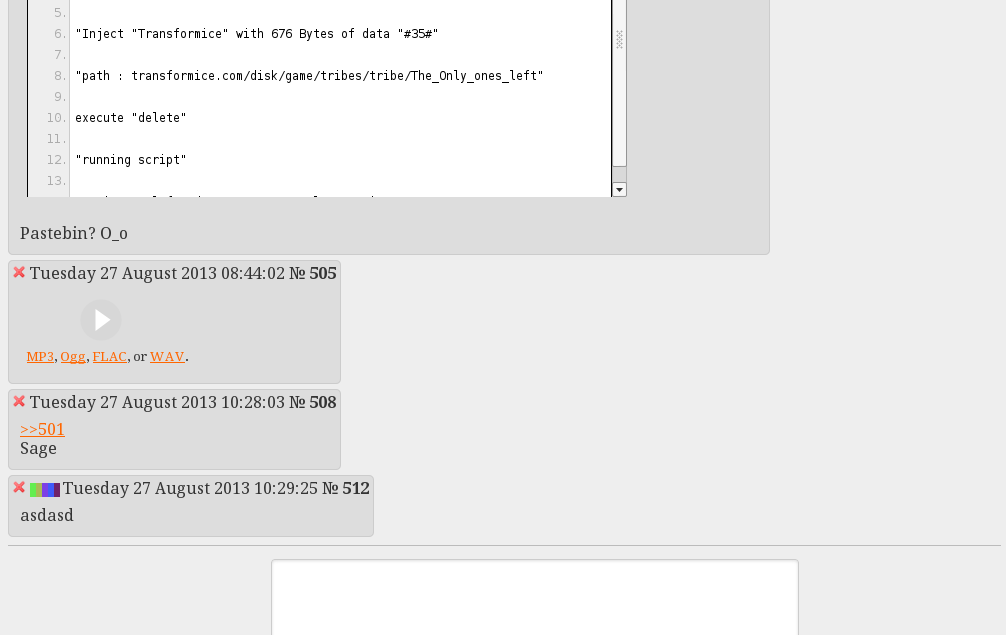 5.
6. "Inject "Transformice" with 676 Bytes of data "#35#"
7.
8. "path : transformice.com/disk/game/tribes/tribe/The_Only_ones_left"
9.
10. execute "delete"
11.
12. "running script"
13.
Pastebin? O_o
Tuesday 27 August 2013 08:44:02 № 505
MP3, Ogg, FLAC, or WAV.
Tuesday 27 August 2013 10:28:03 № 508
>>501
Sage
Tuesday 27 August 2013 10:29:25 № 512
asdasd